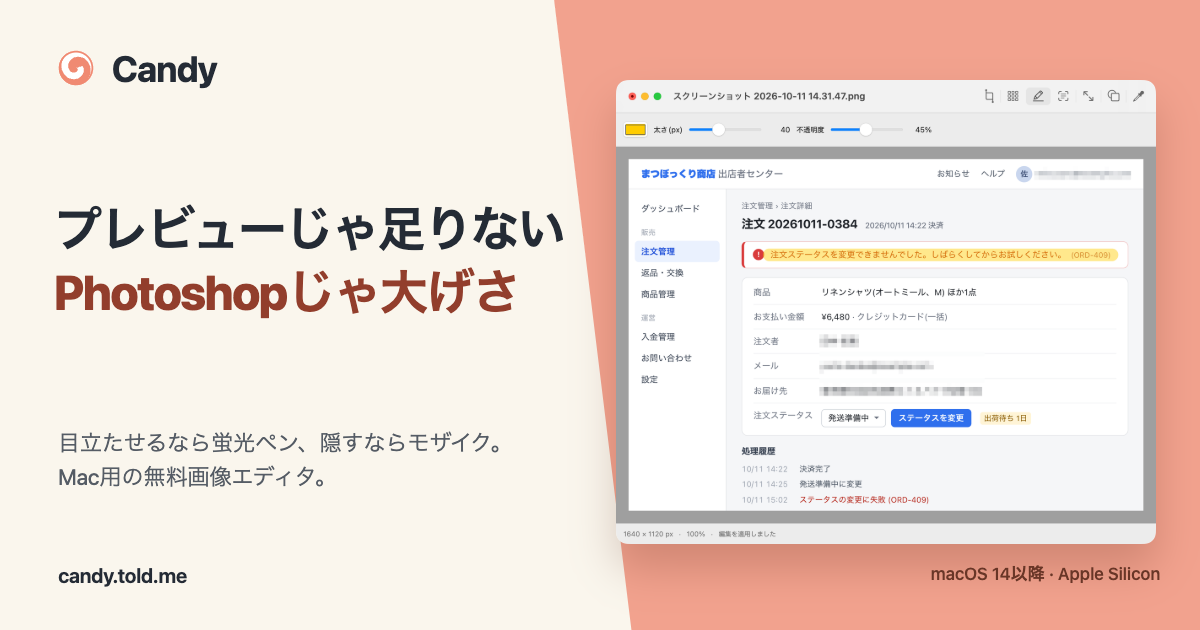 Candy
プレビューじゃ足りない
Photoshopじゃ大げさ
目立たせるなら蛍光ペン、隠すならモザイク。
Mac用の無料画像エディタ。
candy.told.me
スクリーンショット 2026-10-11 14.31.47.png
太さ(px) 40 不透明度 45%
まつぼっくり商店 出店者センター
お知らせ ヘルプ 佐
ダッシュボード
販売
注文管理
返品・交換
商品管理
運営
入金管理
お問い合わせ
設定
注文管理 › 注文詳細
注文 20261011-0384 2026/10/11 14:22 決済
! 注文ステータスを変更できませんでした。しばらくしてからお試しください。 (ORD-409)
商品 リネンシャツ(オートミール、M) ほか1点
お支払い金額 ¥6,480 · クレジットカード(一括)
注文者
メール
お届け先
注文ステータス 発送準備中 ステータスを変更 出荷待ち 1日
処理履歴
10/11 14:22 決済完了
10/11 14:25 発送準備中に変更
10/11 15:02 ステータスの変更に失敗 (ORD-409)
1640 × 1120 px · 100% · 編集を適用しました
macOS 14以降 · Apple Silicon